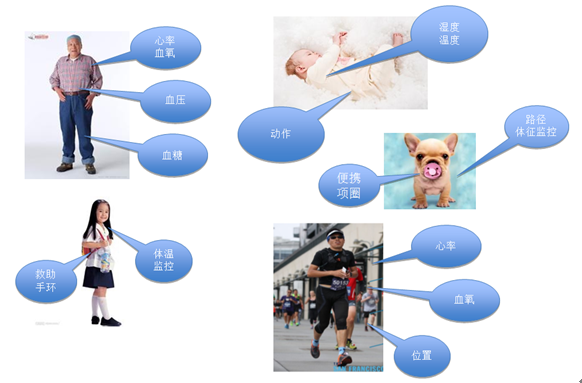 心率
血氧
血压
血糖
湿度
温度
动作
路径
体征监控
便携
项圈
体温
监控
救助
手环
心率
血氧
位置
FRANCISCO